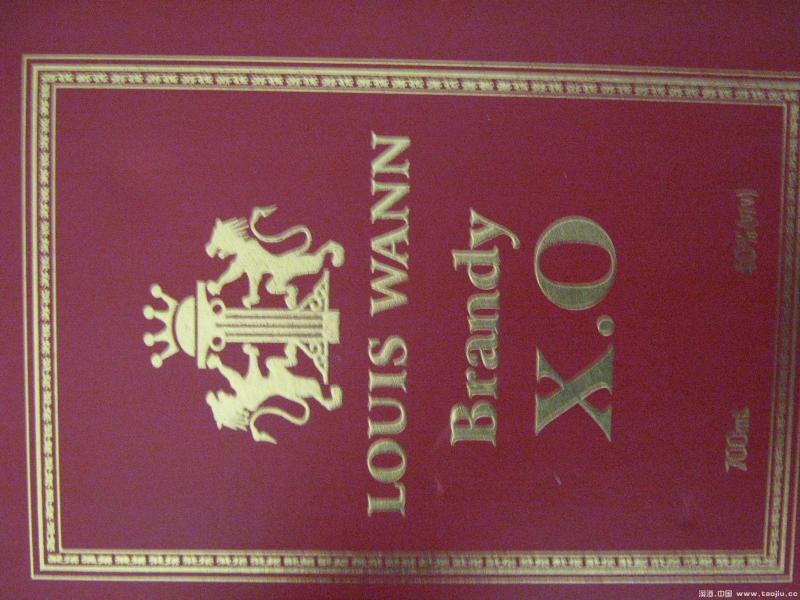 LOUIS WANN
Brandy
X.O
700ml. 40%(v/v)
淘酒.中国 www.taojiu.cc